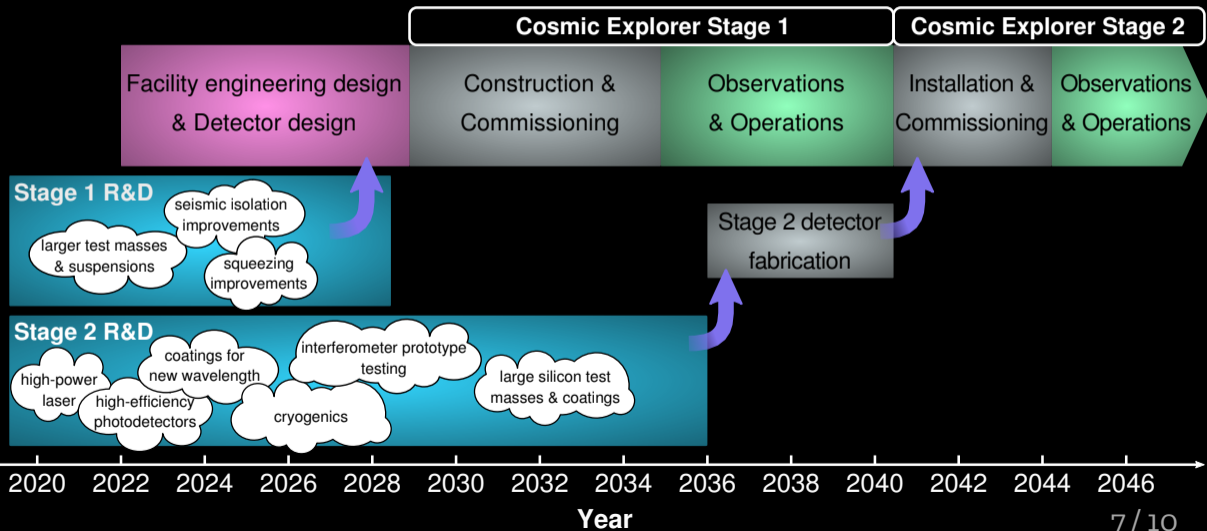 Cosmic Explorer Stage 1
Cosmic Explorer Stage 2
Facility engineering design
& Detector design
Construction &
Commissioning
Observations
& Operations
Installation &
Commissioning
Observations
& Operations
Stage 1 R&D
seismic isolation
improvements
larger test masses
& suspensions
squeezing
improvements
Stage 2 detector
fabrication
Stage 2 R&D
high-power
laser
coatings for
new wavelength
high-efficiency
photodetectors
interferometer prototype
testing
cryogenics
large silicon test
masses & coatings
2020 2022 2024 2026 2028 2030 2032 2034 2036 2038 2040 2042 2044 2046
Year
7 / 10